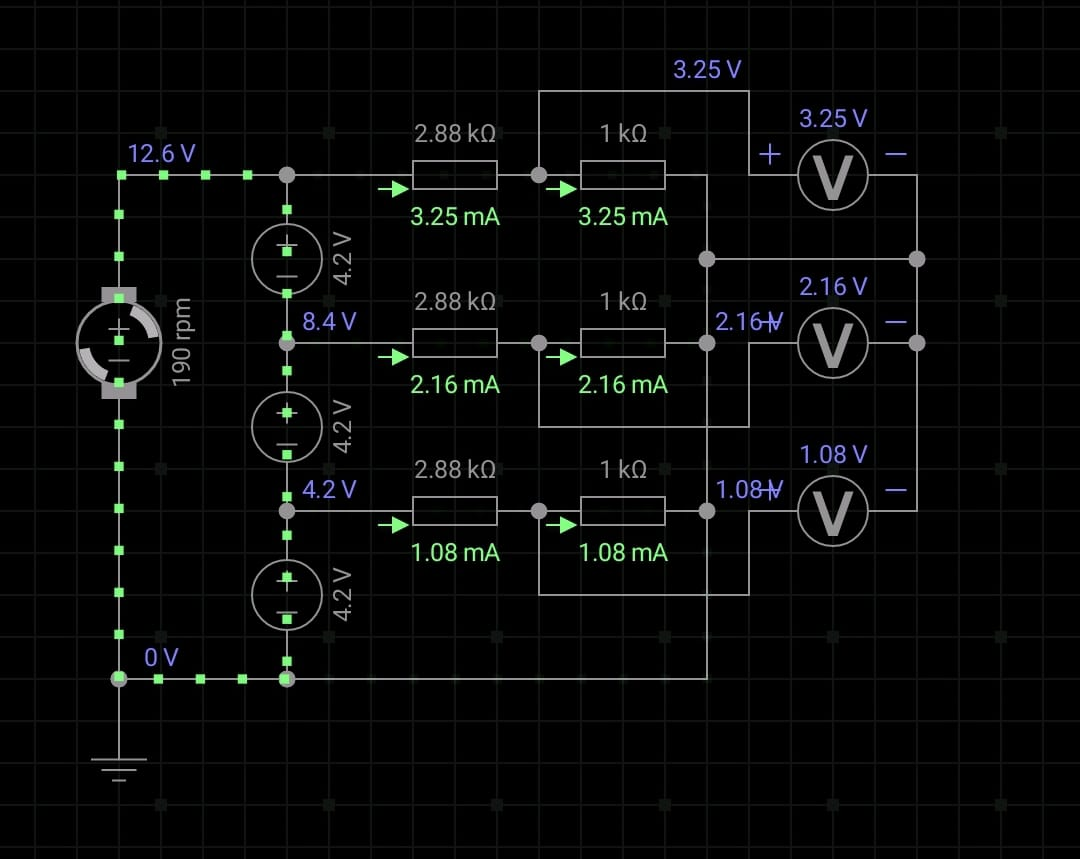 3.25 V
2.88 kΩ
1 kΩ
3.25 V
12.6 V
+
V
−
3.25 mA
3.25 mA
4.2 V
2.88 kΩ
1 kΩ
2.16 V
190 rpm
8.4 V
2.16 V
+
V
−
2.16 mA
2.16 mA
4.2 V
2.88 kΩ
1 kΩ
1.08 V
4.2 V
1.08 V
+
V
−
1.08 mA
1.08 mA
4.2 V
0 V